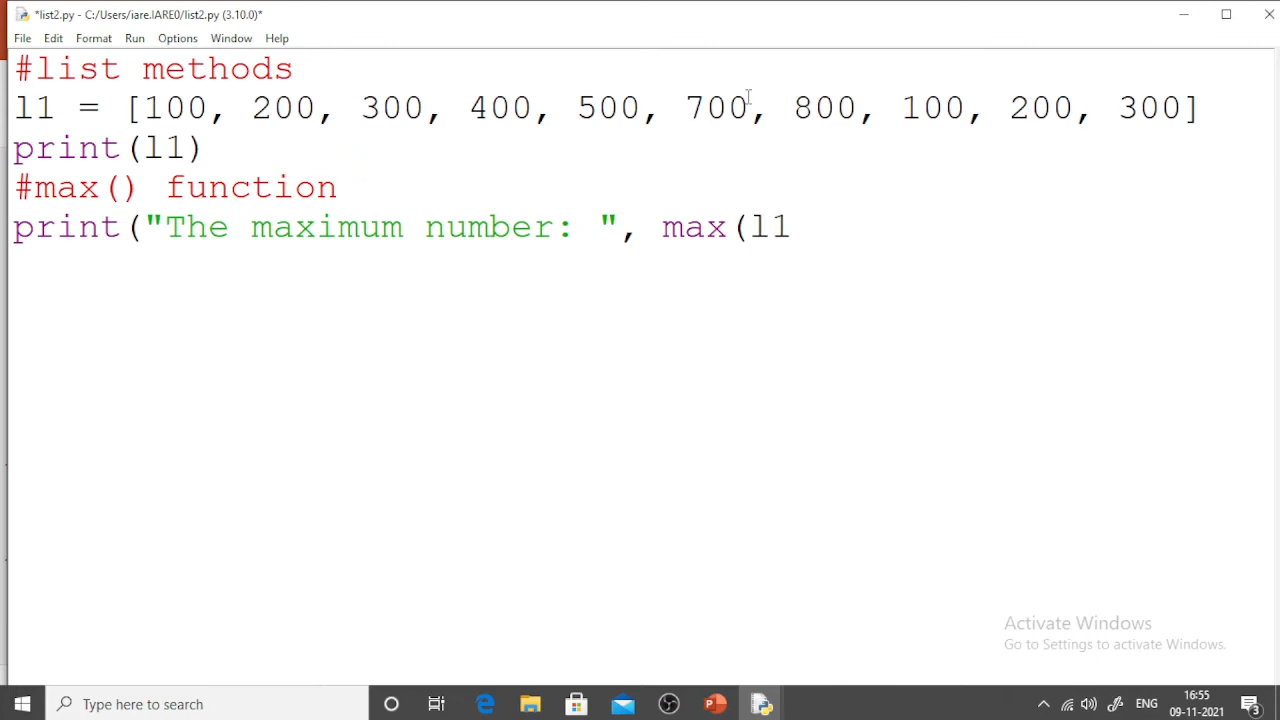 *list2.py - C:/Users/iare.IARE0/list2.py (3.10.0)*
File Edit Format Run Options Window Help
#list methods
l1 = [100, 200, 300, 400, 500, 700, 800, 100, 200, 300]
print(l1)
#max() function
print("The maximum number: ", max(l1
Activate Windows
Go to Settings to activate Windows.
Type here to search
ENG
16:55
09-11-2021
3